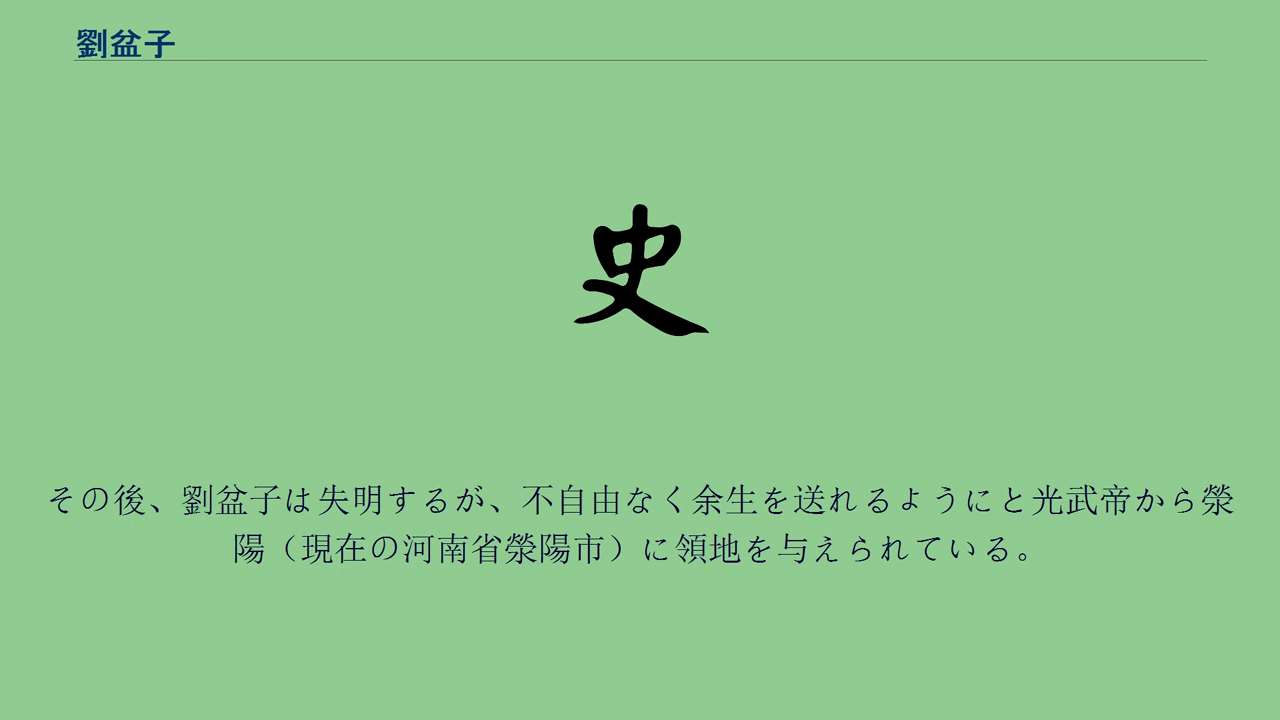 劉盆子
史
その後、劉盆子は失明するが、不自由なく余生を送れるようにと光武帝から滎
陽（現在の河南省滎陽市）に領地を与えられている。